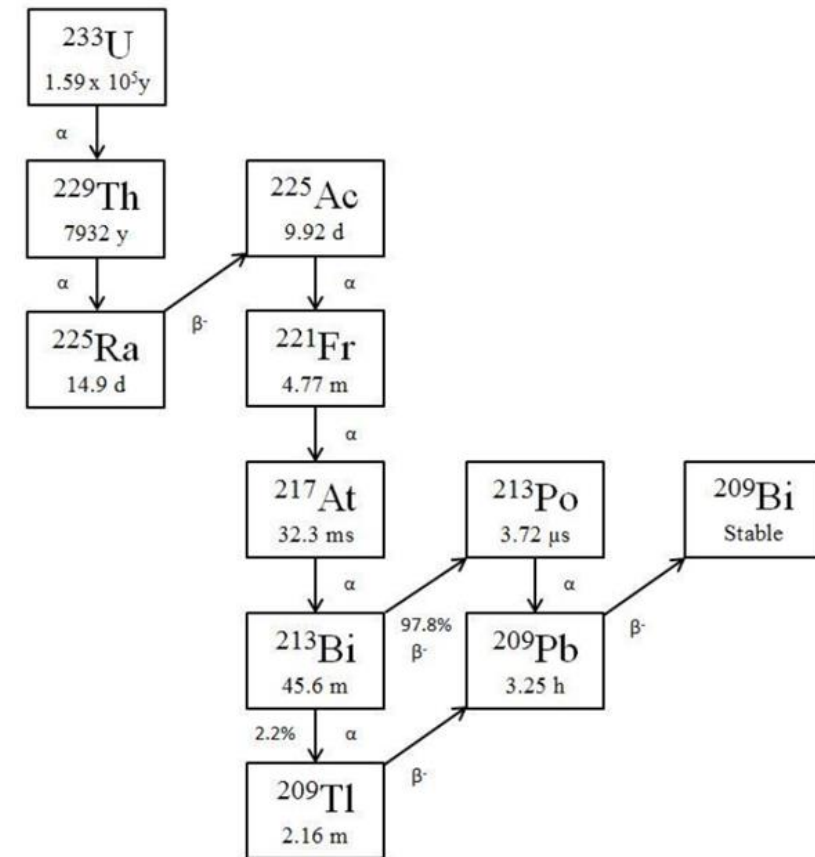 ²³³U
1.59 x 10⁵y
α
²²⁹Th
7932 y
α
²²⁵Ra
14.9 d
β⁻
²²⁵Ac
9.92 d
α
²²¹Fr
4.77 m
α
²¹⁷At
32.3 ms
α
²¹³Bi
45.6 m
97.8%
β⁻
2.2%
α
²⁰⁹Tl
2.16 m
β⁻
²¹³Po
3.72 µs
α
²⁰⁹Pb
3.25 h
β⁻
²⁰⁹Bi
Stable